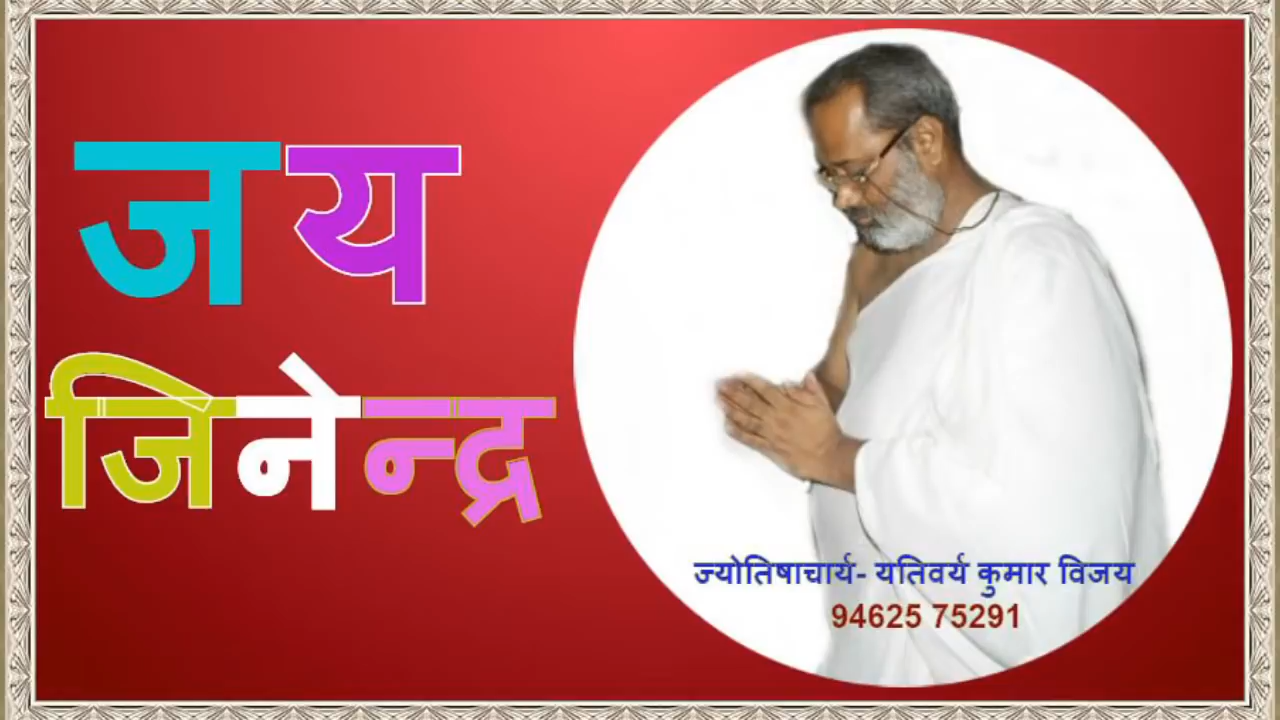 जय
जिनेन्द्र
ज्योतिषाचार्य- यतिवर्य कुमार विजय
94625 75291